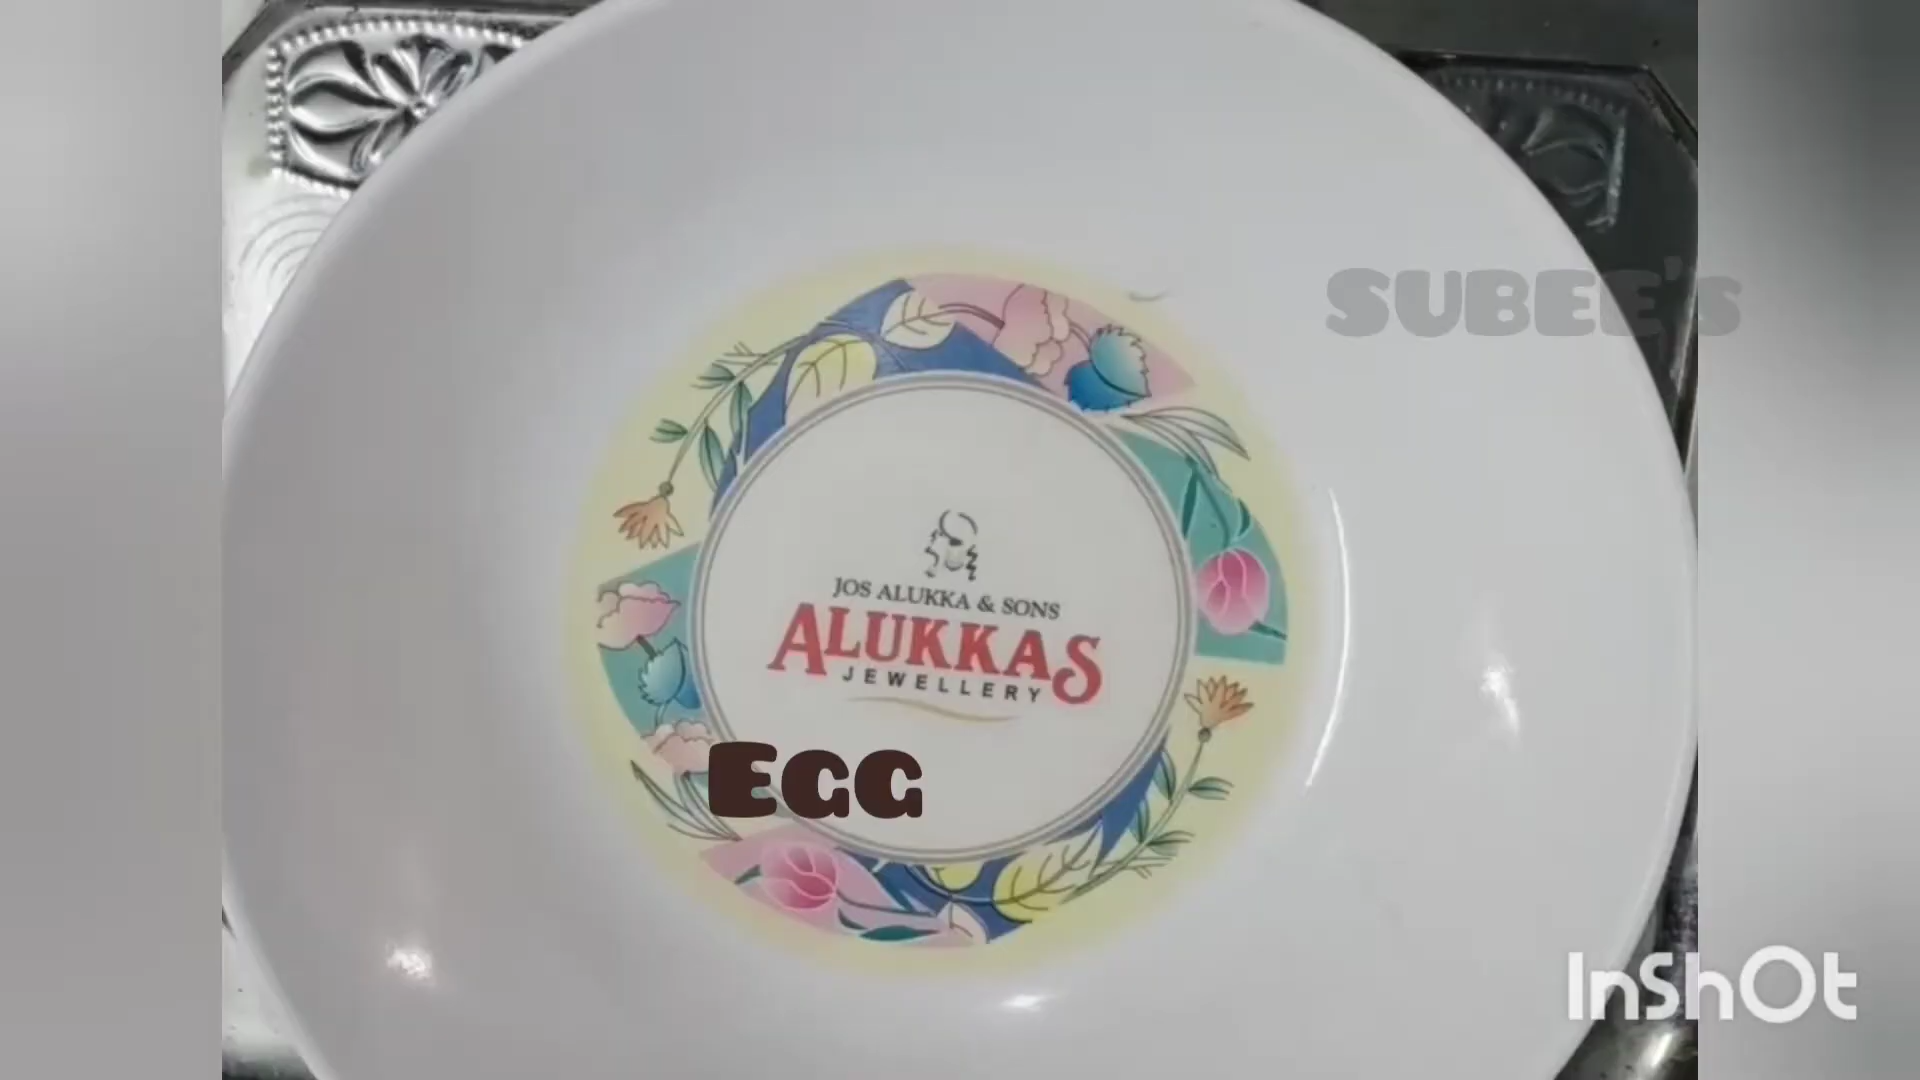 SUBEE's
JOS ALUKKA & SONS
ALUKKAS
JEWELLERY
EGG
InShOt